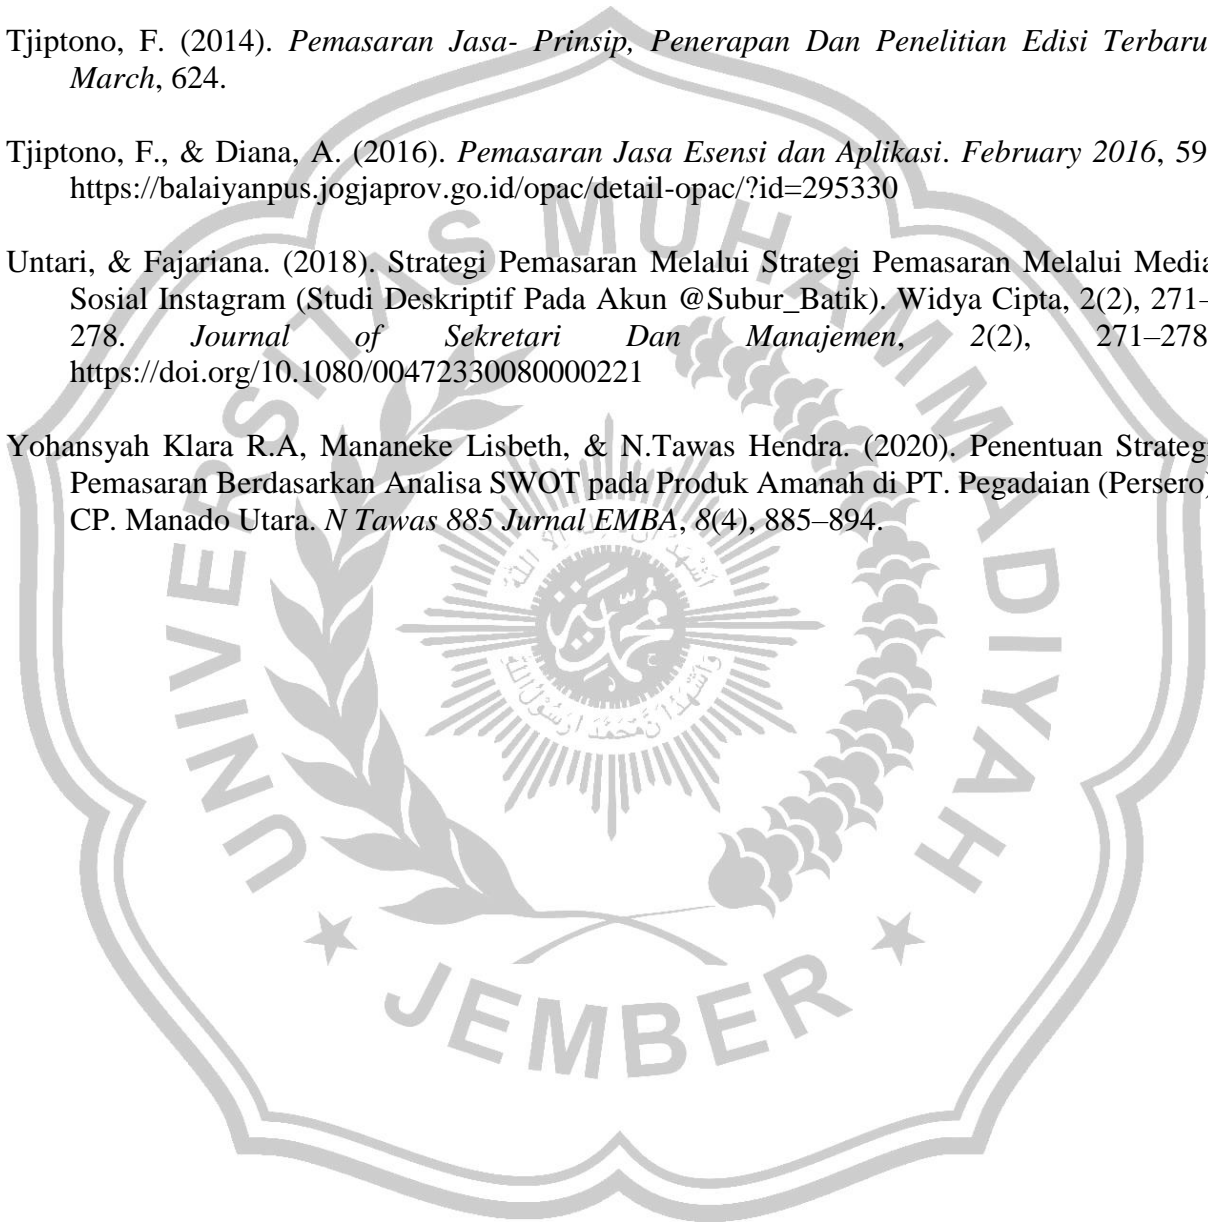 Tjiptono, F. (2014). Pemasaran Jasa- Prinsip, Penerapan Dan Penelitian Edisi Terbaru
March, 624.
Tjiptono, F., & Diana, A. (2016). Pemasaran Jasa Esensi dan Aplikasi. February 2016, 59
https://balaiyanpus.jogjaprov.go.id/opac/detail-opac/?id=295330
Untari, & Fajariana. (2018). Strategi Pemasaran Melalui Strategi Pemasaran Melalui Media
Sosial Instagram (Studi Deskriptif Pada Akun @Subur_Batik). Widya Cipta, 2(2), 271–
278. Journal of Sekretari Dan Manajemen, 2(2), 271–278
https://doi.org/10.1080/00472330080000221
Yohansyah Klara R.A, Mananeke Lisbeth, & N.Tawas Hendra. (2020). Penentuan Strategi
Pemasaran Berdasarkan Analisa SWOT pada Produk Amanah di PT. Pegadaian (Persero)
CP. Manado Utara. N Tawas 885 Jurnal EMBA, 8(4), 885–894.
UNIVERSITAS MUHAMMADIYAH
JEMBER